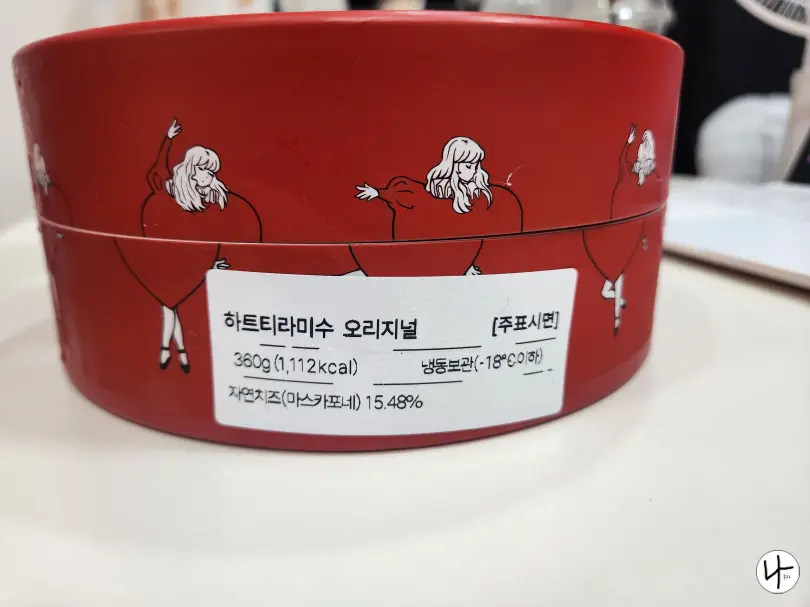 하트티라미수 오리지널 [주표시면]
360g (1,112kcal) 냉동보관(-18°C이하)
자연치즈(마스카포네) 15.48%
나